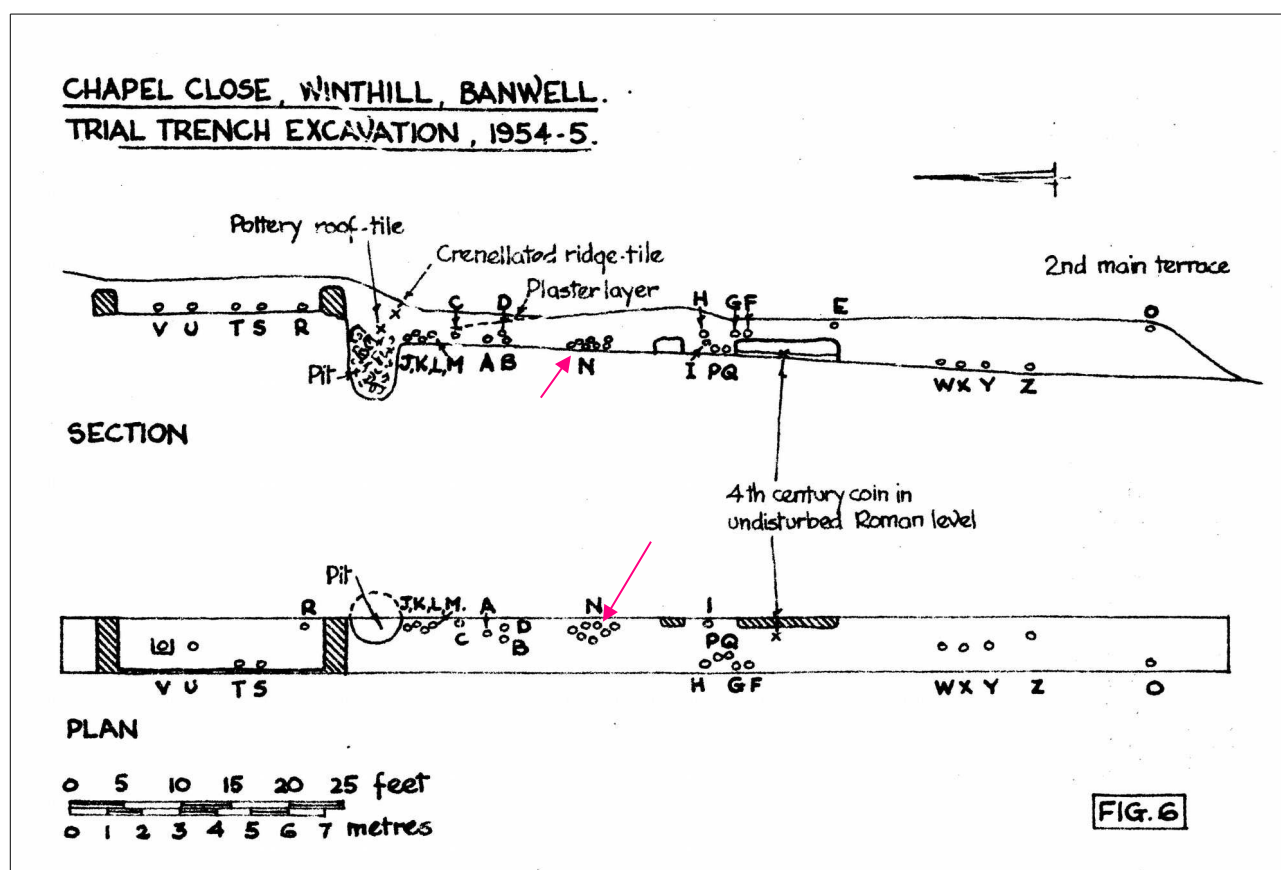 CHAPEL CLOSE, WINTHILL, BANWELL.
TRIAL TRENCH EXCAVATION, 1954-5.
Pottery roof-tile
Crenellated ridge-tile
Plaster layer
2nd main terrace
C D H G F E O
V U T S R
Pit
J,K,L,M A B N I P Q W X Y Z
SECTION
4th century coin in
undisturbed Roman level
Pit
R J,K,L,M. A N I
C D B P Q
V U T S H G F W X Y Z O
PLAN
0 5 10 15 20 25 feet
0 1 2 3 4 5 6 7 metres
FIG. 6